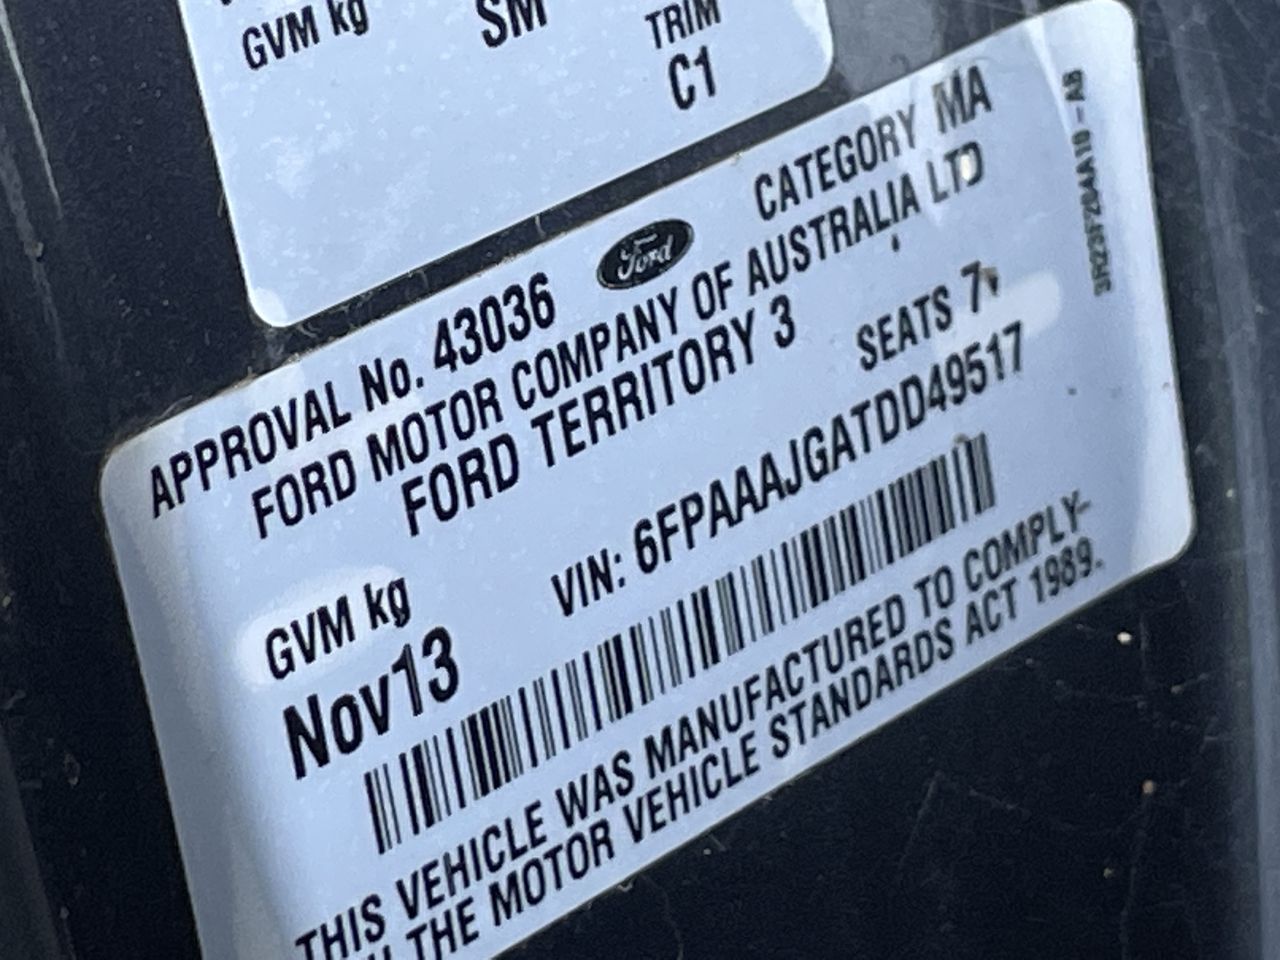 GVM kg
SM
TRIM
C1
APPROVAL No. 43036
Ford
CATEGORY MA
FORD MOTOR COMPANY OF AUSTRALIA LTD
FORD TERRITORY 3
SEATS 7
VIN: 6FPAAAJGATDD49517
GVM kg
Nov13
THIS VEHICLE WAS MANUFACTURED TO COMPLY-
THE MOTOR VEHICLE STANDARDS ACT 1989.